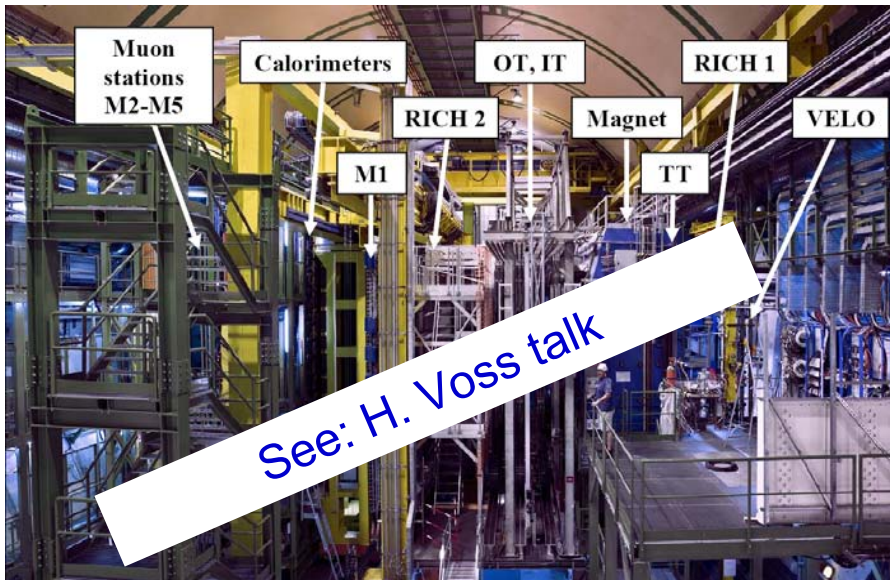 Muon
stations
M2-M5
Calorimeters
OT, IT
RICH 1
RICH 2
Magnet
VELO
M1
TT
See: H. Voss talk